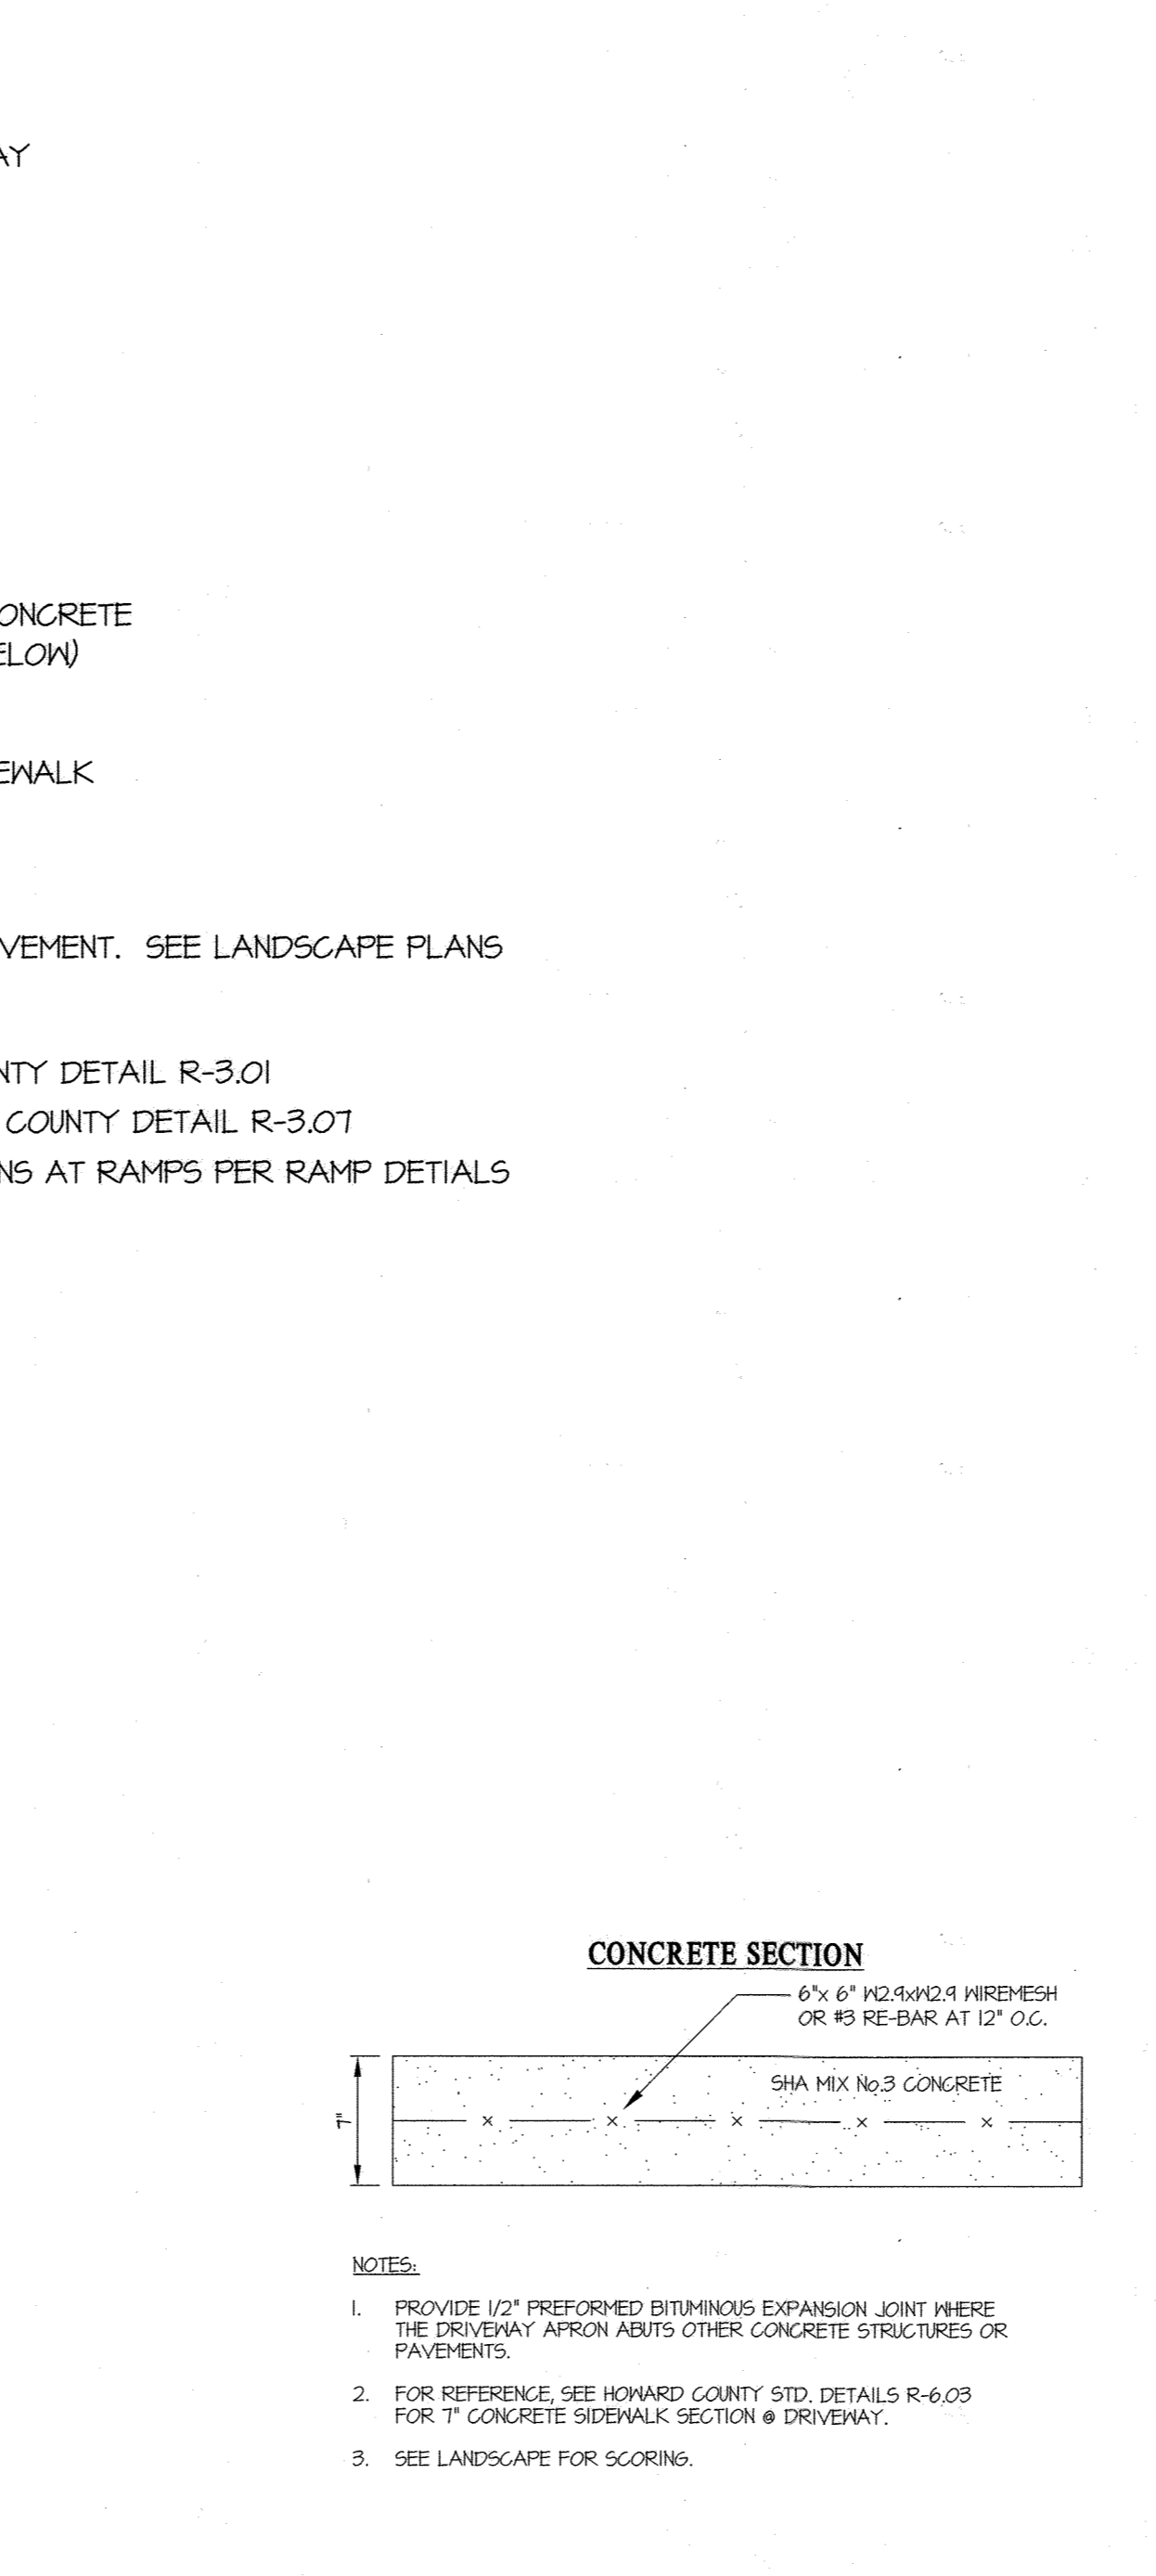 AY
ONCRETE
ELOW)
EWALK
VEMENT. SEE LANDSCAPE PLANS
NTY DETAIL R-3.01
COUNTY DETAIL R-3.07
NS AT RAMPS PER RAMP DETIALS
CONCRETE SECTION
6"x 6" W2.9xW2.9 WIREMESH
OR #3 RE-BAR AT 12" O.C.
SHA MIX No.3 CONCRETE
7"
NOTES:
1. PROVIDE 1/2" PREFORMED BITUMINOUS EXPANSION JOINT WHERE
THE DRIVEWAY APRON ABUTS OTHER CONCRETE STRUCTURES OR
PAVEMENTS.
2. FOR REFERENCE, SEE HOWARD COUNTY STD. DETAILS R-6.03
FOR 7" CONCRETE SIDEWALK SECTION @ DRIVEWAY.
3. SEE LANDSCAPE FOR SCORING.